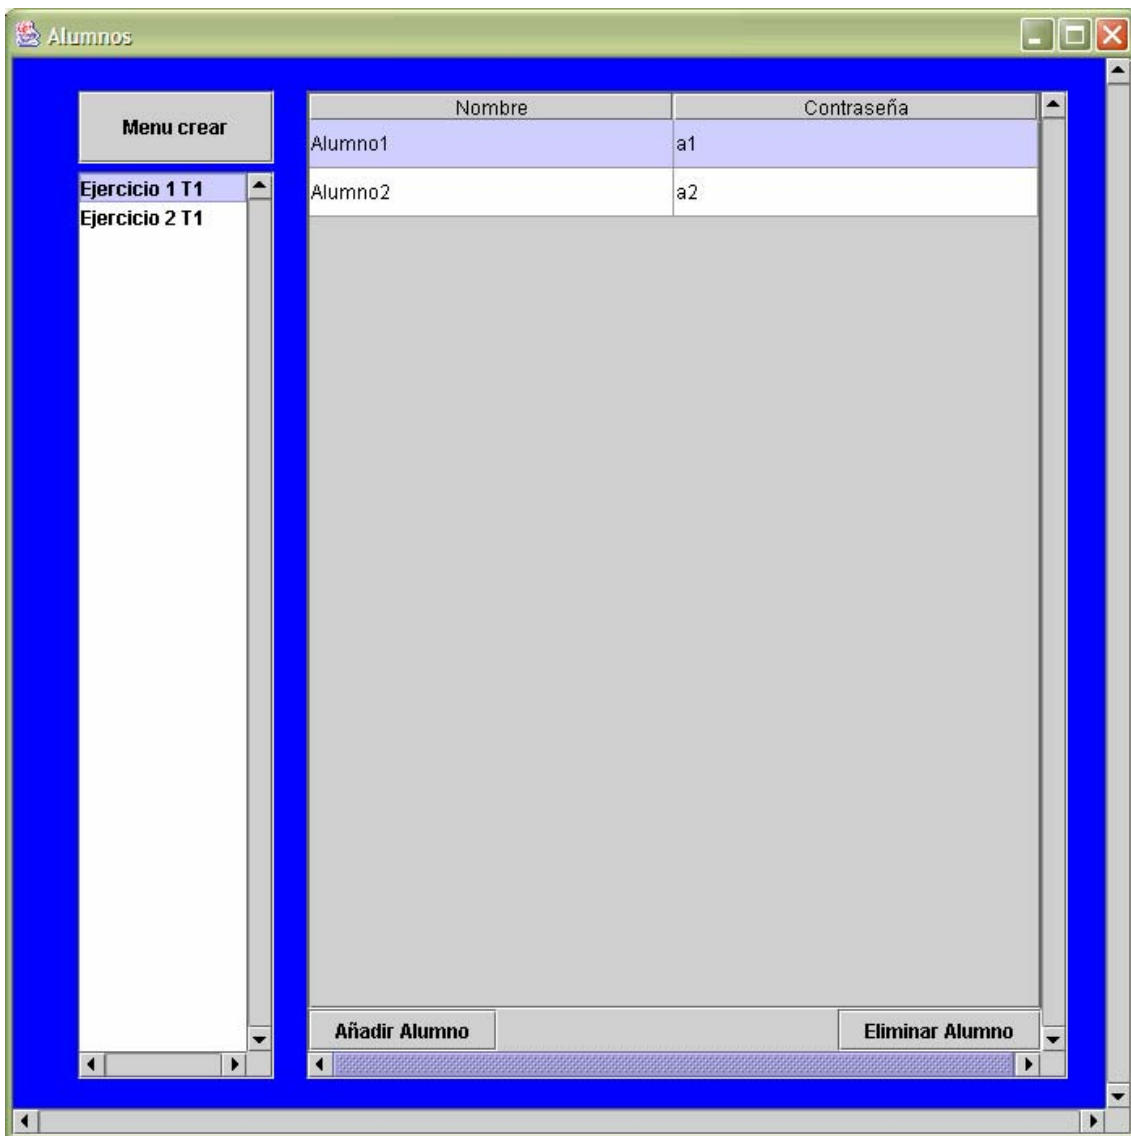 Alumnos
Menu crear
Ejercicio 1 T1
Ejercicio 2 T1
Nombre Contraseña
Alumno1 a1
Alumno2 a2
Añadir Alumno Eliminar Alumno